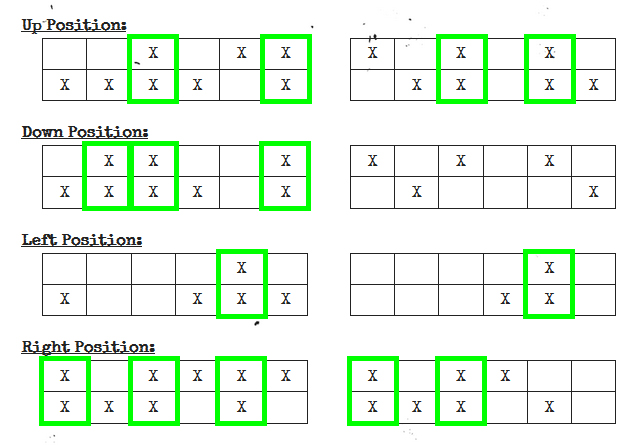 Up Position:
X X X X X X
X X X X X X X X X
Down Position:
X X X X X X
X X X X X X X
Left Position:
X X
X X X X X X
Right Position:
X X X X X X X X
X X X X X X X X